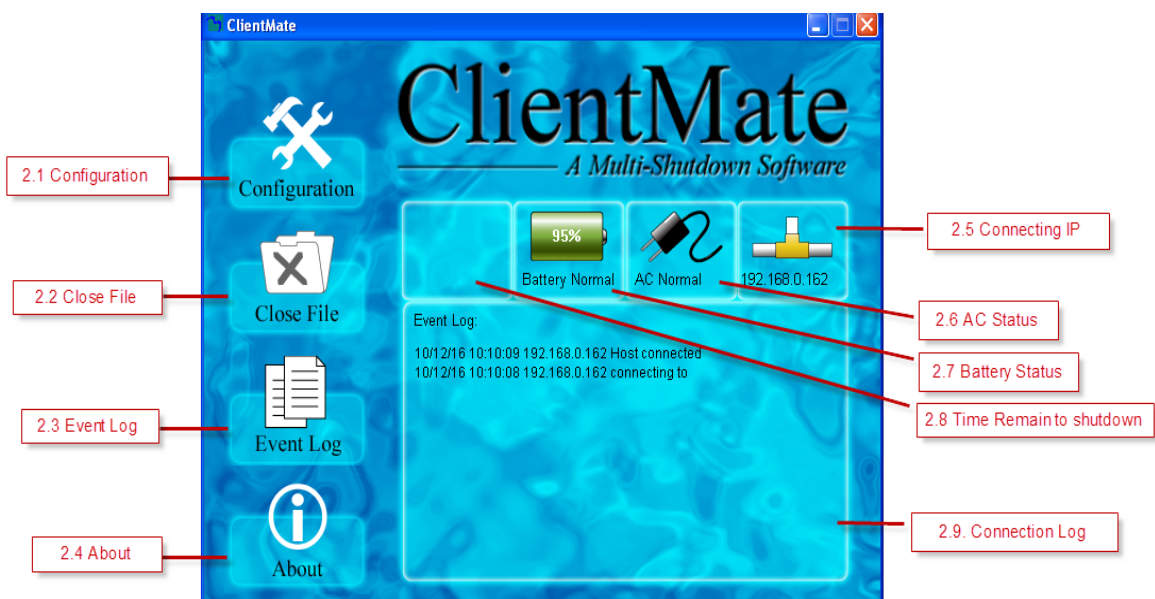 ClientMate
ClientMate
A Multi-Shutdown Software
2.1 Configuration
Configuration
2.2 Close File
Close File
2.3 Event Log
Event Log
2.4 About
About
95%
Battery Normal
AC Normal
192.168.0.162
Event Log:
10/12/16 10:10:09 192.168.0.162 Host connected
10/12/16 10:10:08 192.168.0.162 connecting to
2.5 Connecting IP
2.6 AC Status
2.7 Battery Status
2.8 Time Remain to shutdown
2.9. Connection Log